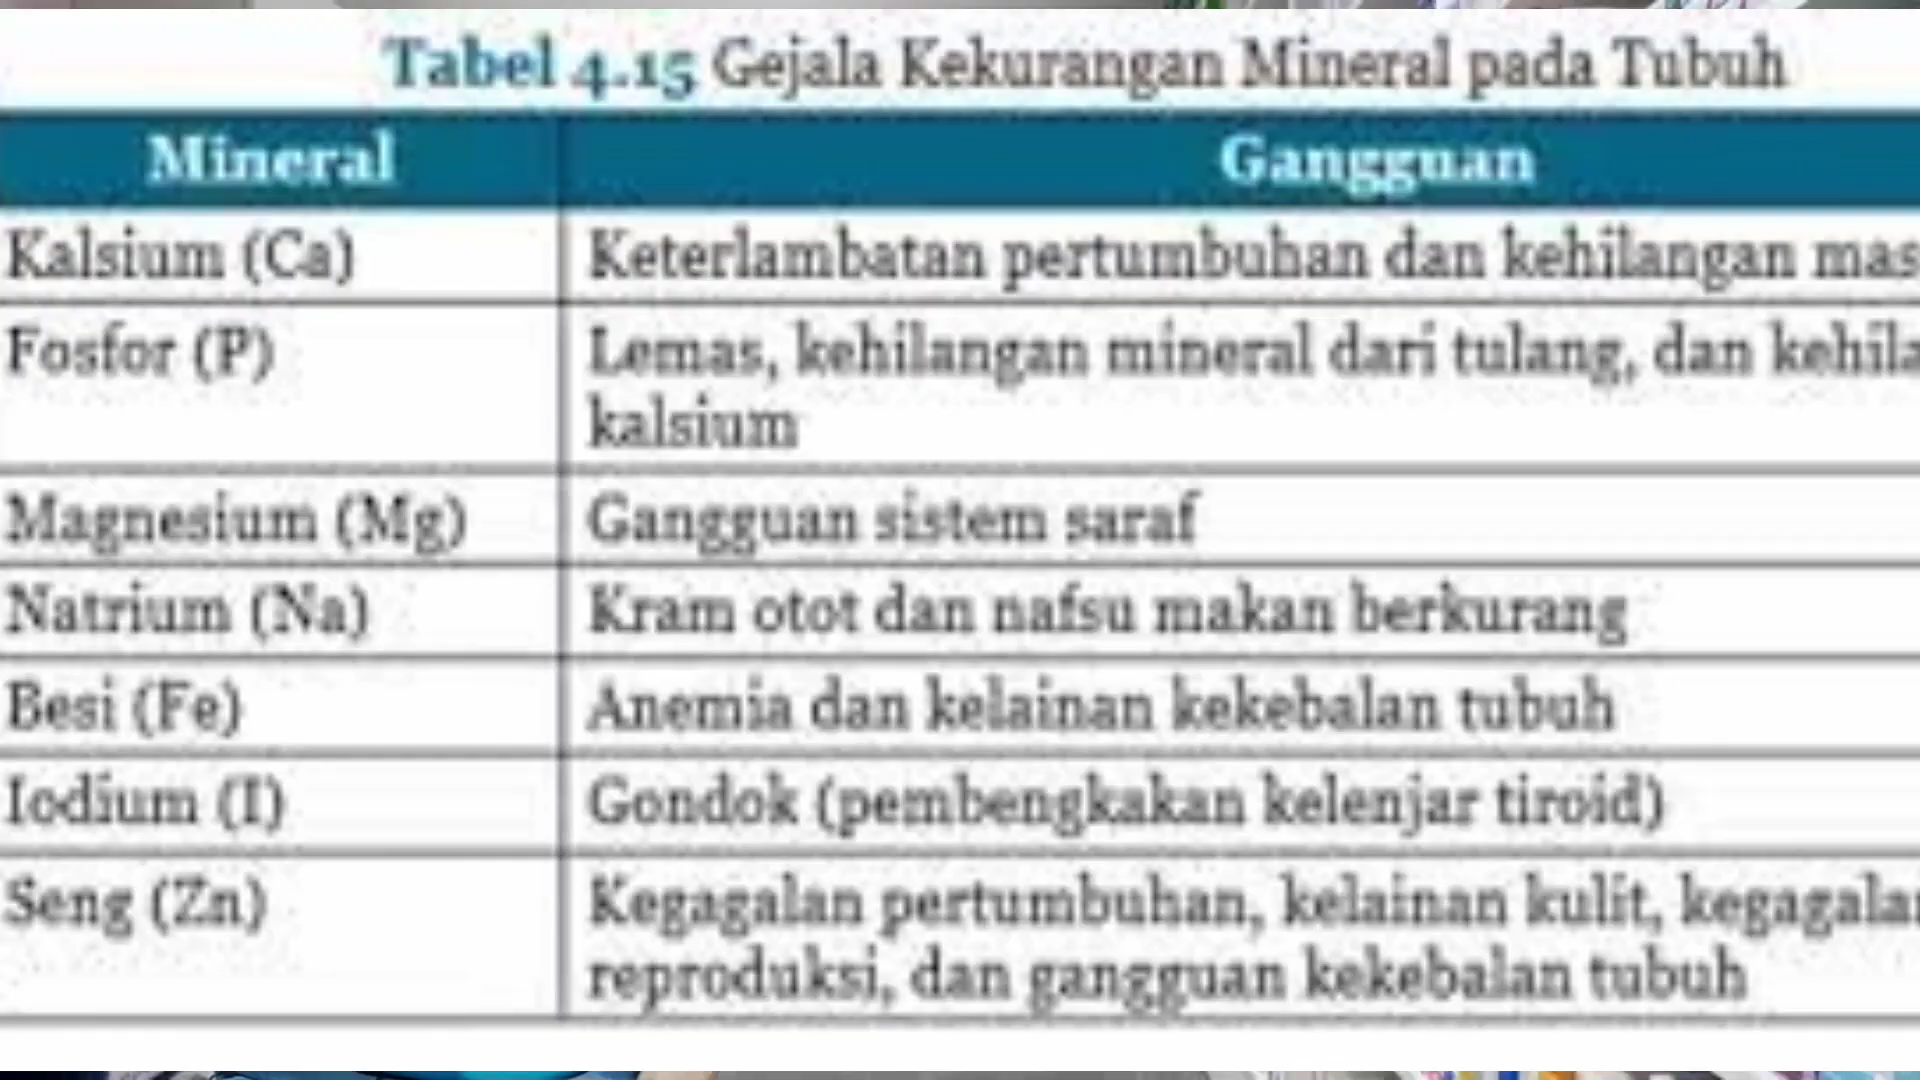 Tabel 4.15 Gejala Kekurangan Mineral pada Tubuh
Mineral Gangguan
Kalsium (Ca) Keterlambatan pertumbuhan dan kehilangan mas
Fosfor (P) Lemas, kehilangan mineral dari tulang, dan kehila
kalsium
Magnesium (Mg) Gangguan sistem saraf
Natrium (Na) Kram otot dan nafsu makan berkurang
Besi (Fe) Anemia dan kelainan kekebalan tubuh
Iodium (I) Gondok (pembengkakan kelenjar tiroid)
Seng (Zn) Kegagalan pertumbuhan, kelainan kulit, kegagala
reproduksi, dan gangguan kekebalan tubuh